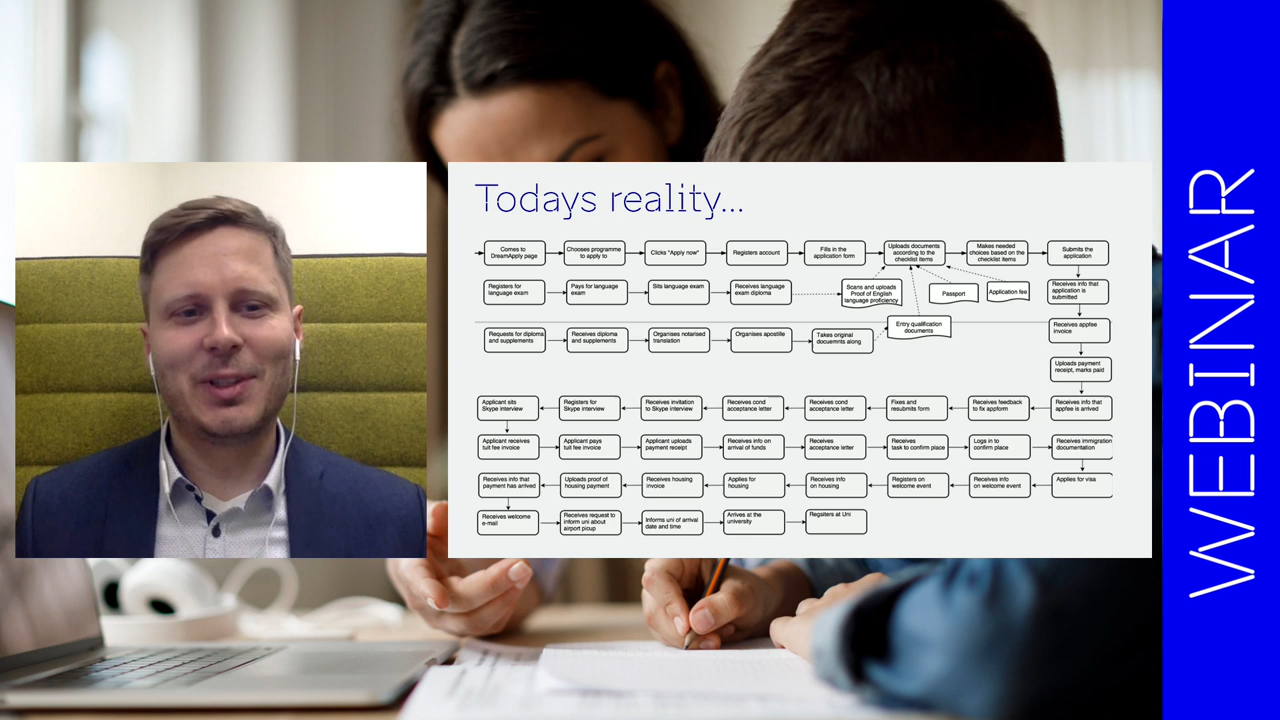 Todays reality...
Comes to
DreamApply page
Chooses programme
to apply to
Clicks "Apply now"
Registers account
Fills in the
application form
Uploads documents
according to the
checklist items
Makes needed
choices based on the
checklist items
Submits the
application
Registers for
language exam
Pays for language
exam
Sits language exam
Receives language
exam diploma
Scans and uploads
Proof of English
language proficiency
Passport
Application fee
Receives info that
application is
submitted
Requests for diploma
and supplements
Receives diploma
and supplements
Organises notarised
translation
Organises apostille
Takes original
docuemnts along
Entry qualification
documents
Receives appfee
invoice
Uploads payment
receipt, marks paid
Applicant sits
Skype interview
Registers for
Skype interview
Receives invitation
to Skype interview
Receives cond
acceptance letter
Receives cond
acceptance letter
Fixes and
resubmits form
Receives feedback
to fix appform
Receives info that
appfee is arrived
Applicant receives
tuit fee invoice
Applicant pays
tuit fee invoice
Applicant uploads
payment receipt
Receives info on
arrival of funds
Receives
acceptance letter
Receives
task to confirm place
Logs in to
confirm place
Receives immigration
documentation
Receives info that
payment has arrived
Uploads proof of
housing payment
Receives housing
invoice
Applies for
housing
Receives info
on housing
Registers on
welcome event
Receives info
on welcome event
Applies for visa
Receives welcome
e-mail
Receives request to
inform uni about
airport picup
Informs uni of arrival
date and time
Arrives at the
university
Regsiters at Uni
WEBINAR